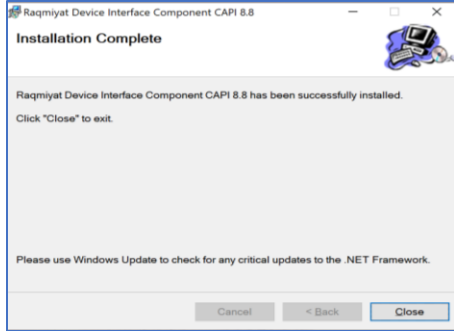 Raqmiyat Device Interface Component CAPI 8.8
Installation Complete
Raqmiyat Device Interface Component CAPI 8.8 has been successfully installed.
Click "Close" to exit.
Please use Windows Update to check for any critical updates to the .NET Framework.
Cancel
< Back
Close